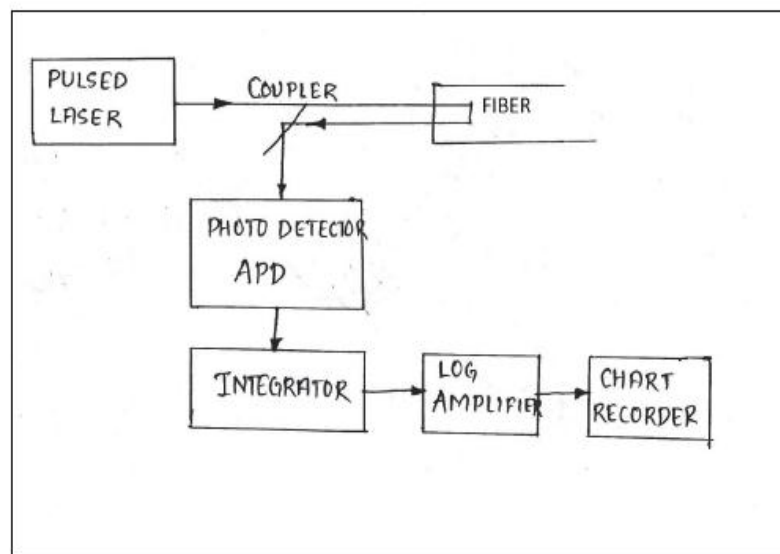 PULSED
LASER
COUPLER
FIBER
PHOTO DETECTOR
APD
INTEGRATOR
LOG
AMPLIFIER
CHART
RECORDER